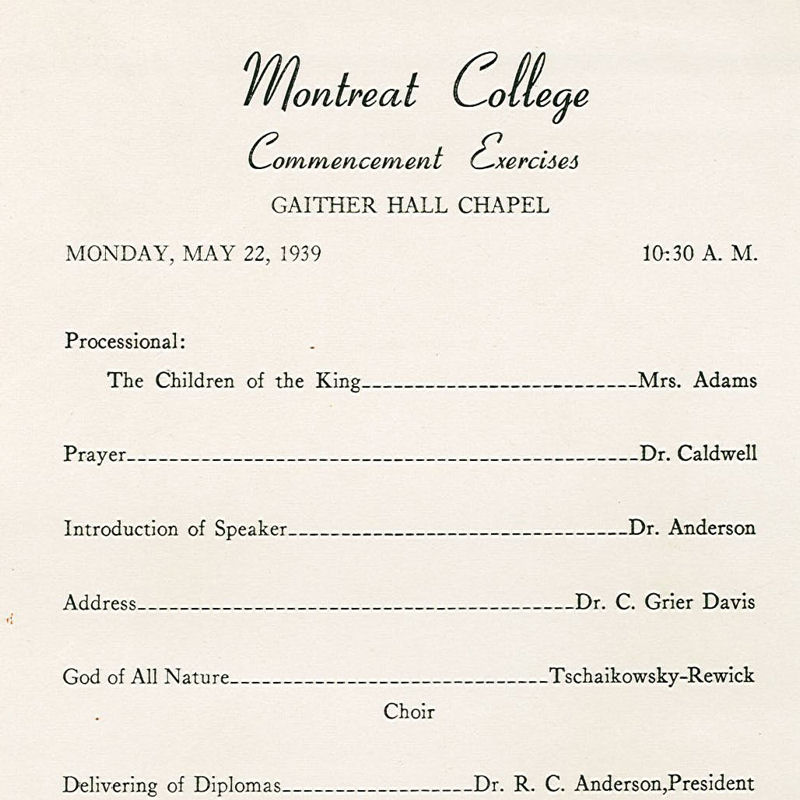 Montreat College
Commencement Exercises
GAITHER HALL CHAPEL
MONDAY, MAY 22, 1939 10:30 A. M.
Processional:
The Children of the King Mrs. Adams
Prayer Dr. Caldwell
Introduction of Speaker Dr. Anderson
Address Dr. C. Grier Davis
God of All Nature Tschaikowsky-Rewick
Choir
Delivering of Diplomas Dr. R. C. Anderson,President